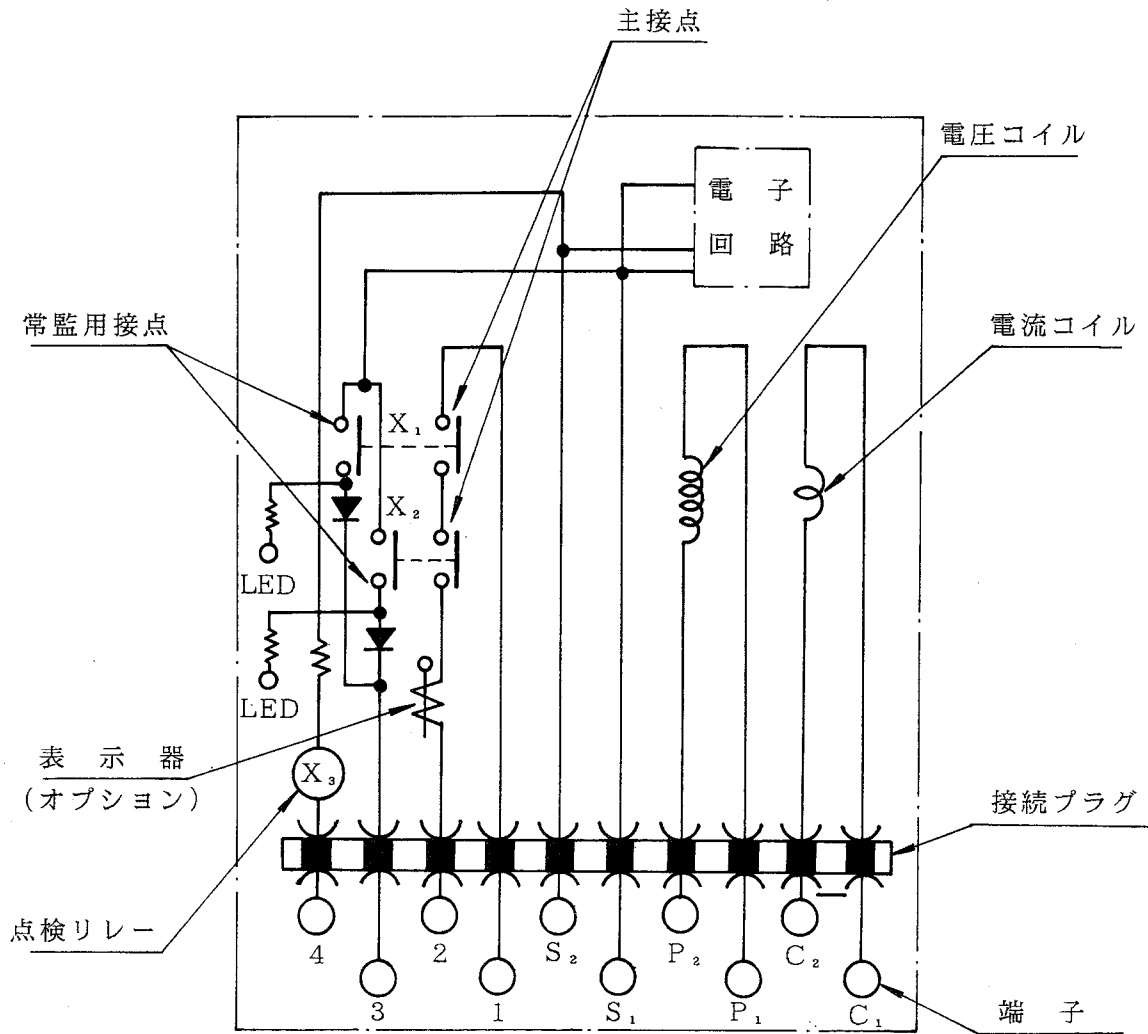 主接点
電圧コイル
電子
回路
常監用接点
電流コイル
X₁
X₂
LED
LED
表示器
(オプション)
X₃
接続プラグ
点検リレー
4
2
S₂
P₂
C₂
3
1
S₁
P₁
C₁
端子